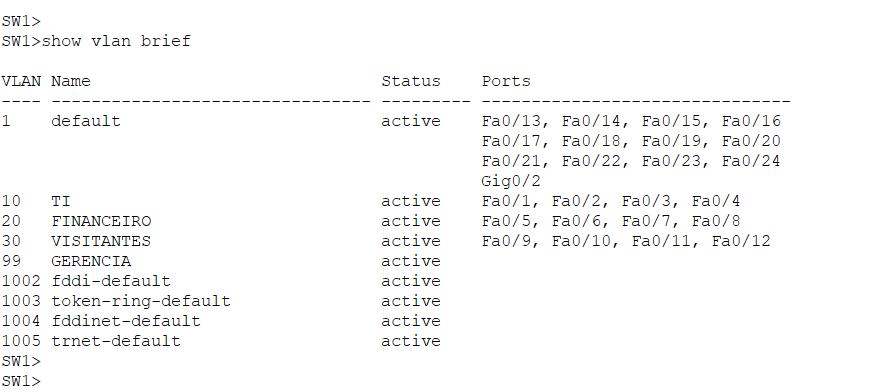 SW1>
SW1>show vlan brief
VLAN Name                             Status    Ports
---- -------------------------------- --------- -------------------------------
1    default                          active    Fa0/13, Fa0/14, Fa0/15, Fa0/16
                                                Fa0/17, Fa0/18, Fa0/19, Fa0/20
                                                Fa0/21, Fa0/22, Fa0/23, Fa0/24
                                                Gig0/2
10   TI                               active    Fa0/1, Fa0/2, Fa0/3, Fa0/4
20   FINANCEIRO                       active    Fa0/5, Fa0/6, Fa0/7, Fa0/8
30   VISITANTES                       active    Fa0/9, Fa0/10, Fa0/11, Fa0/12
99   GERENCIA                         active
1002 fddi-default                     active
1003 token-ring-default               active
1004 fddinet-default                  active
1005 trnet-default                    active
SW1>
SW1>